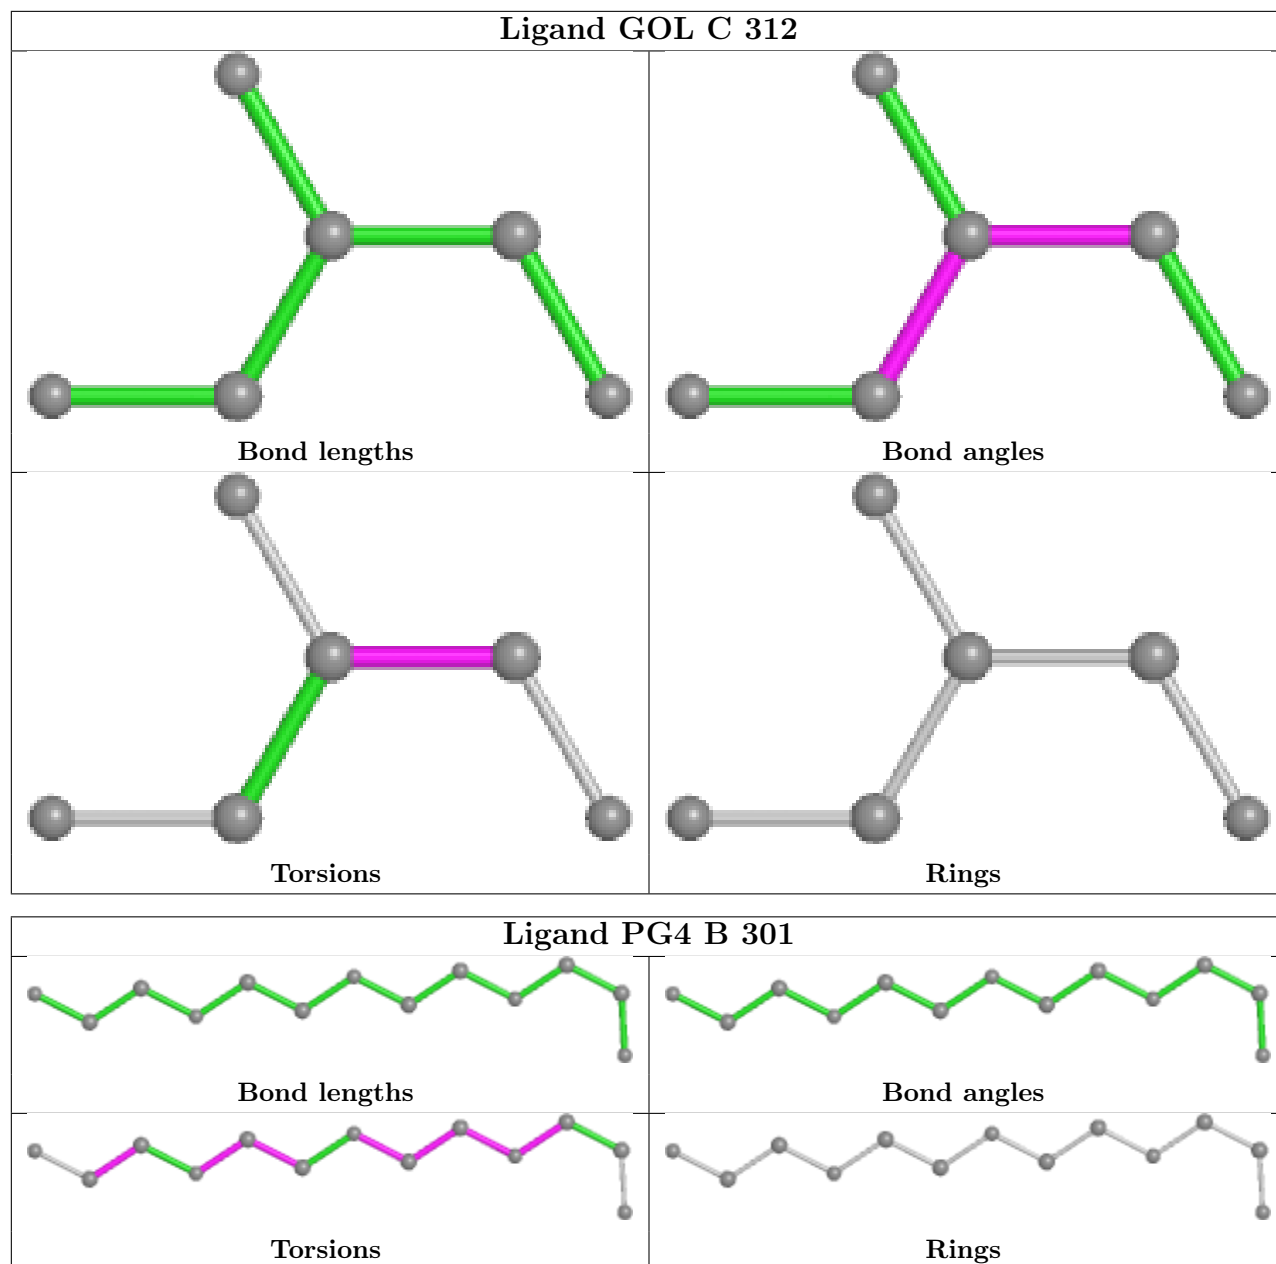 Ligand GOL C 312
Bond lengths
Bond angles
Torsions
Rings
Ligand PG4 B 301
Bond lengths
Bond angles
Torsions
Rings